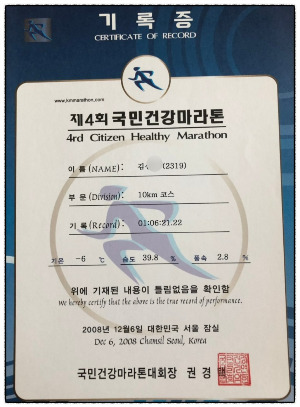 기 록 증
CERTIFICATE OF RECORD
www.kmmarathon.com
제4회 국민건강마라톤
4rd Citizen Healthy Marathon
이 름 (NAME): 김 (2319)
부 문 (Division): 10km 코스
기 록 (Record): 01:06:21.22
기온 -6 ℃ 습도 39.8 % 풍속 2.8 %
위에 기재된 내용이 틀림없음을 확인함
We hereby certify that the above is the true record of performance.
2008년 12월6일 대한민국 서울 잠실
Dec 6, 2008 Chamsil Seoul, Korea
국민건강마라톤대회장 권 경